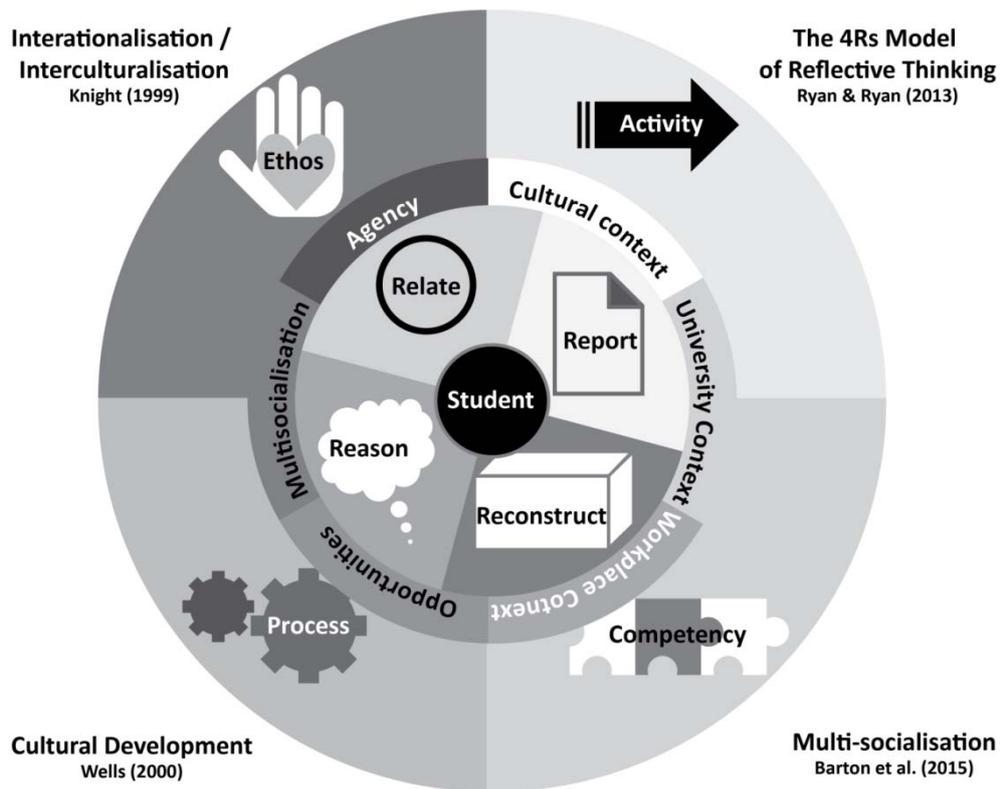 Interationalisation /
Interculturalisation
Knight (1999)
The 4Rs Model
of Reflective Thinking
Ryan & Ryan (2013)
Ethos
Activity
Agency
Cultural context
University Context
Workplace Cotnext
Opportunities
Multisocialisation
Relate
Report
Student
Reason
Reconstruct
Process
Competency
Cultural Development
Wells (2000)
Multi-socialisation
Barton et al. (2015)